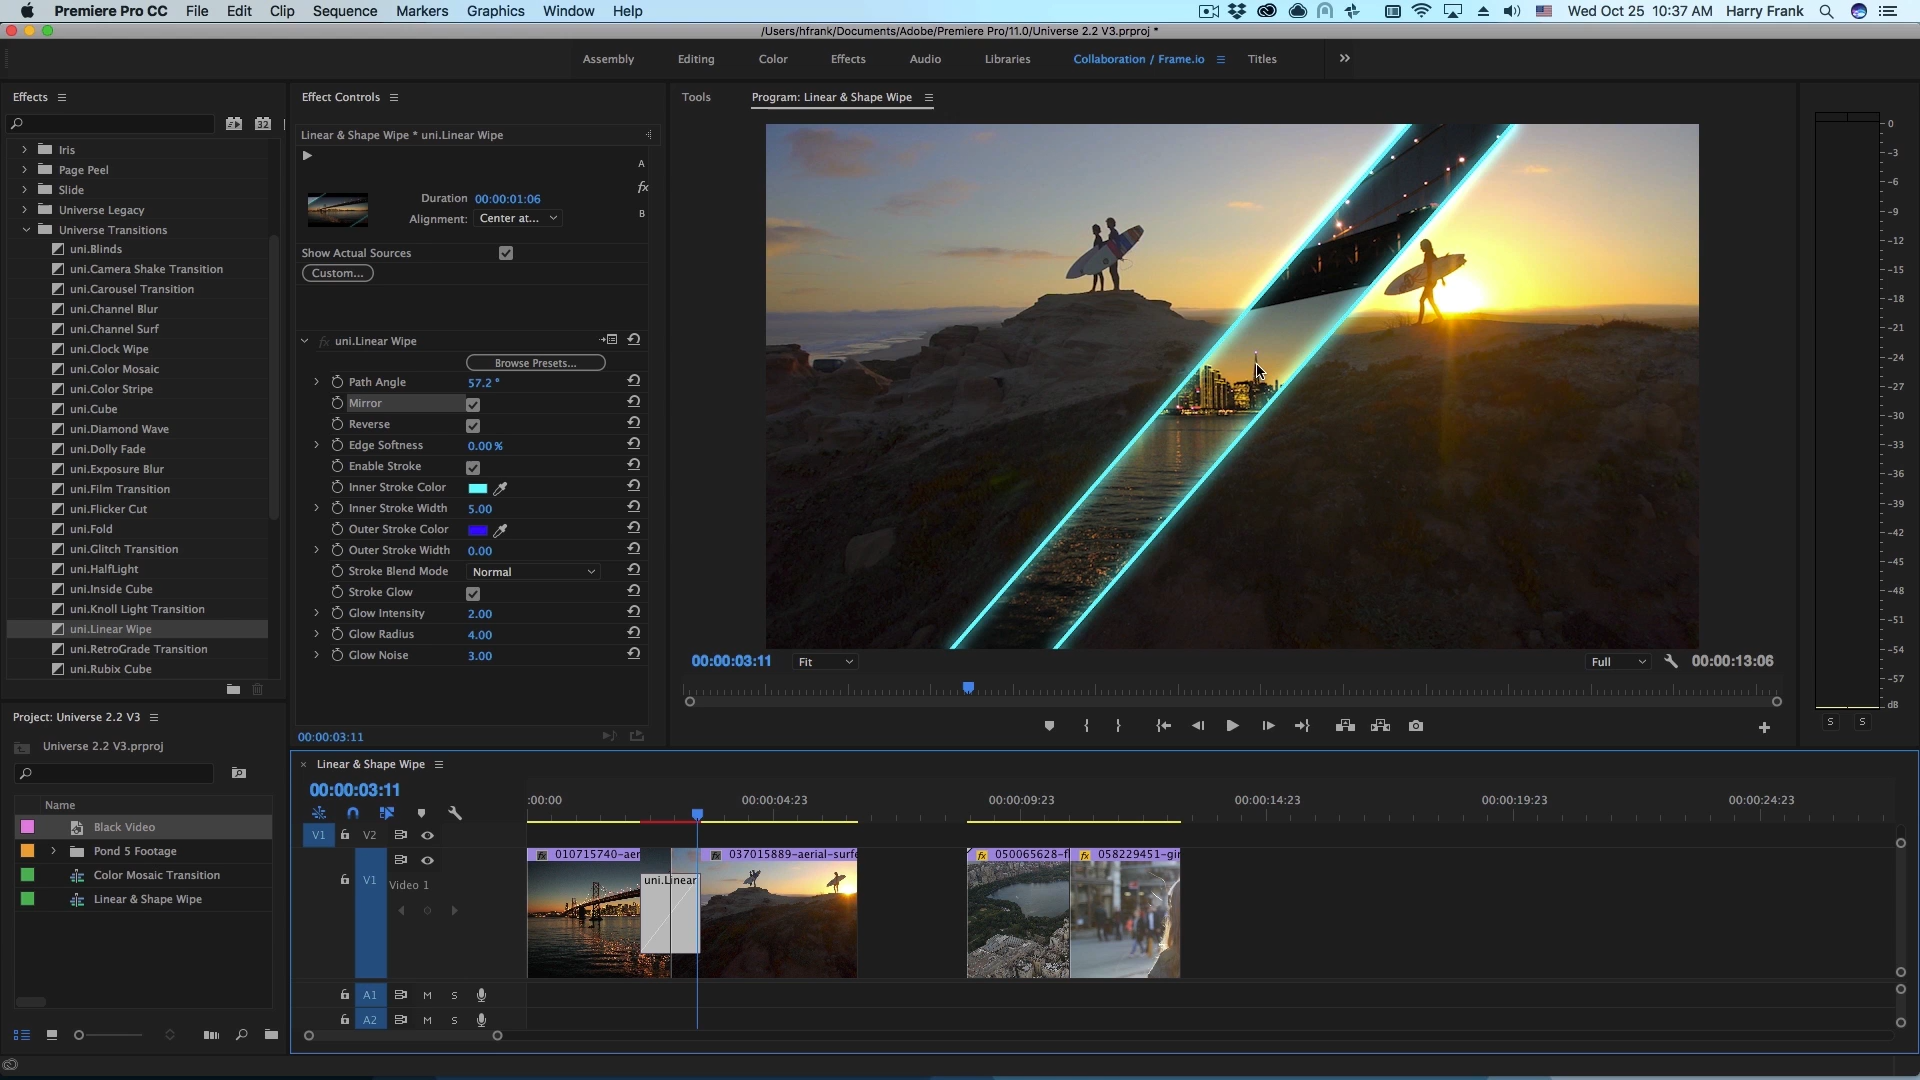 Premiere Pro CC File Edit Clip Sequence Markers Graphics Window Help Wed Oct 25 10:37 AM Harry Frank
/Users/hfrank/Documents/Adobe/Premiere Pro/11.0/Universe 2.2 V3.prproj *
Assembly Editing Color Effects Audio Libraries Collaboration / Frame.io Titles
Effects
32
Iris
Page Peel
Slide
Universe Legacy
Universe Transitions
uni.Blinds
uni.Camera Shake Transition
uni.Carousel Transition
uni.Channel Blur
uni.Channel Surf
uni.Clock Wipe
uni.Color Mosaic
uni.Color Stripe
uni.Cube
uni.Diamond Wave
uni.Dolly Fade
uni.Exposure Blur
uni.Film Transition
uni.Flicker Cut
uni.Fold
uni.Glitch Transition
uni.HalfLight
uni.Inside Cube
uni.Knoll Light Transition
uni.Linear Wipe
uni.RetroGrade Transition
uni.Rubix Cube
Effect Controls
Linear & Shape Wipe * uni.Linear Wipe
A
fx
B
Duration 00:00:01:06
Alignment: Center at...
Show Actual Sources
Custom...
fx uni.Linear Wipe
Browse Presets...
Path Angle 57.2 °
Mirror
Reverse
Edge Softness 0.00 %
Enable Stroke
Inner Stroke Color
Inner Stroke Width 5.00
Outer Stroke Color
Outer Stroke Width 0.00
Stroke Blend Mode Normal
Stroke Glow
Glow Intensity 2.00
Glow Radius 4.00
Glow Noise 3.00
00:00:03:11
Tools Program: Linear & Shape Wipe
00:00:03:11 Fit Full 00:00:13:06
0
-3
-6
-9
-12
-15
-18
-21
-24
-27
-30
-33
-36
-39
-42
-45
-48
-51
-54
-57
dB
S S
Project: Universe 2.2 V3
Universe 2.2 V3.prproj
Name
Black Video
Pond 5 Footage
Color Mosaic Transition
Linear & Shape Wipe
× Linear & Shape Wipe
00:00:03:11
:00:00 00:00:04:23 00:00:09:23 00:00:14:23 00:00:19:23 00:00:24:23
V1 V2
V1 Video 1
fx 010715740-aer fx 037015889-aerial-surfe fx 050065628-f fx 058229451-gir
uni.Linear
A1 M S
A2 M S